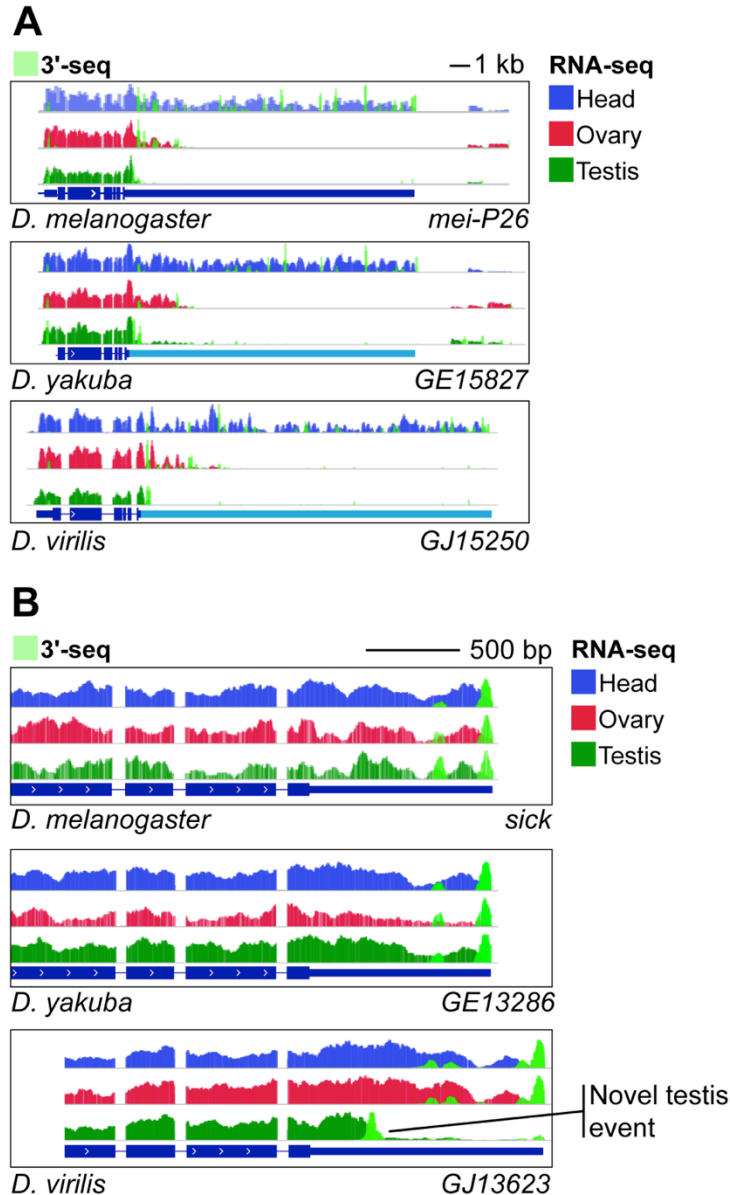 A
3'-seq
1 kb
RNA-seq
Head
Ovary
Testis
D. melanogaster
mei-P26
D. yakuba
GE15827
D. virilis
GJ15250
B
3'-seq
500 bp
RNA-seq
Head
Ovary
Testis
D. melanogaster
sick
D. yakuba
GE13286
Novel testis
event
D. virilis
GJ13623